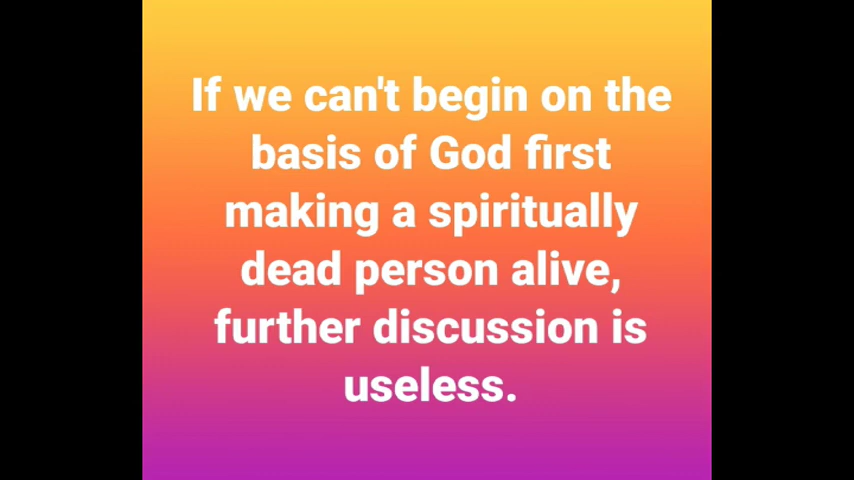 If we can't begin on the
basis of God first
making a spiritually
dead person alive,
further discussion is
useless.